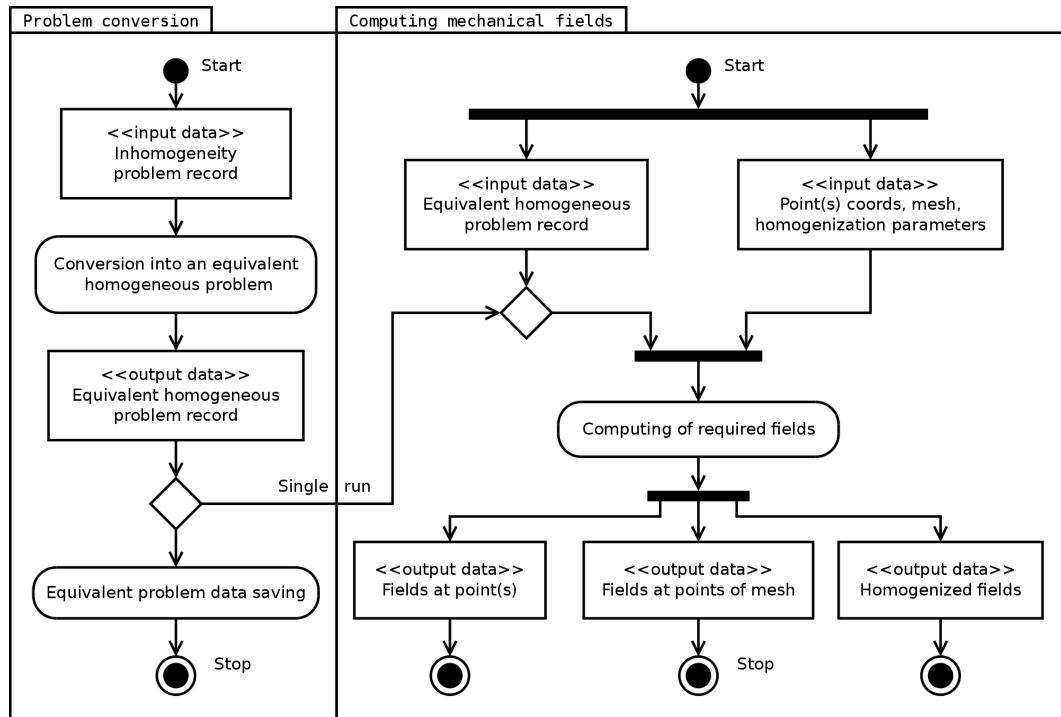 Problem conversion
Computing mechanical fields
Start
<<input data>>
Inhomogeneity
problem record
Conversion into an equivalent
homogeneous problem
<<output data>>
Equivalent homogeneous
problem record
Single run
Equivalent problem data saving
Stop
Start
<<input data>>
Equivalent homogeneous
problem record
<<input data>>
Point(s) coords, mesh,
homogenization parameters
Computing of required fields
<<output data>>
Fields at point(s)
<<output data>>
Fields at points of mesh
<<output data>>
Homogenized fields
Stop